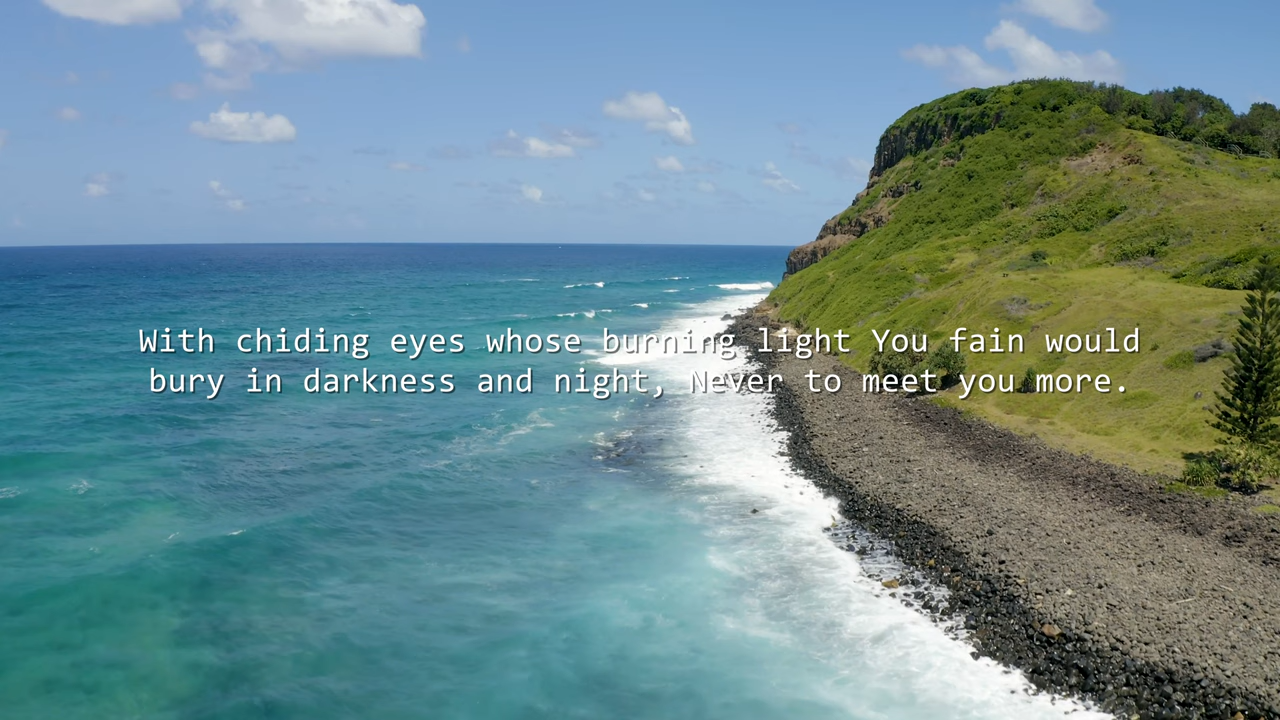 With chiding eyes whose burning light You fain would
bury in darkness and night, Never to meet you more.